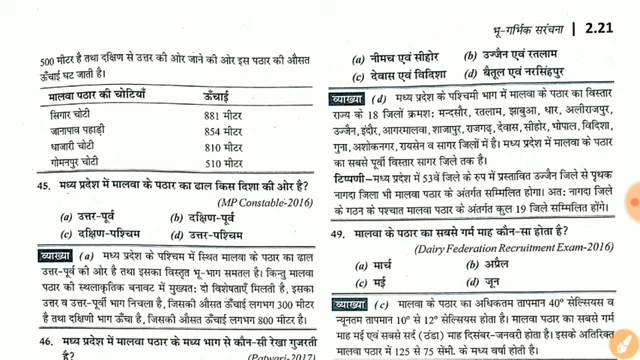 भू-गर्भिक सरंचना | 2.21
500 मीटर है तथा दक्षिण से उत्तर की ओर जाने की ओर इस पठार की औसत
ऊँचाई घट जाती है।
मालवा पठार की चोटियाँ ऊँचाई
सिगार चोटी 881 मीटर
जानापाव पहाड़ी 854 मीटर
धाजारी चोटी 810 मीटर
गोमनपुर चोटी 510 मीटर
45. मध्य प्रदेश में मालवा के पठार का ढाल किस दिशा की ओर है?
(MP Constable-2016)
(a) उत्तर-पूर्व (b) दक्षिण-पूर्व
(c) दक्षिण-पश्चिम (d) उत्तर-पश्चिम
व्याख्या (a) मध्य प्रदेश के पश्चिम में स्थित मालवा के पठार का ढाल
उत्तर-पूर्व की ओर है तथा इसका विस्तृत भू-भाग समतल है। किन्तु मालवा
पठार की स्थलाकृतिक बनावट में मुख्यत: दो विशेषताएँ मिलती है, इसका
उत्तर व उत्तर-पूर्वी भाग निचला है, जिसकी औसत ऊँचाई लगभग 300 मीटर
है तथा दक्षिणी भाग ऊँचा है, जिसकी औसत ऊँचाई लगभग 800 मीटर है।
46. मध्य प्रदेश में मालवा के पठार के मध्य भाग से कौन-सी रेखा गुजरती
है? (Patwari-2017)
(a) नीमच एवं सीहोर (b) उज्जैन एवं रतलाम
(c) देवास एवं विदिशा (d) बैतूल एवं नरसिंहपुर
व्याख्या (d) मध्य प्रदेश के पश्चिमी भाग में मालवा के पठार का विस्तार
राज्य के 18 जिलों क्रमश: मन्दसौर, रतलाम, झाबुआ, धार, अलीराजपुर,
उज्जैन, इंदौर, आगरमालवा, शाजापुर, राजगढ़, देवास, सीहोर, भोपाल, विदिशा,
गुना, अशोकनगर, रायसेन व सागर जिलों में है। मध्य प्रदेश में मालवा के पठार
का सबसे पूर्वी विस्तार सागर जिले तक है।
टिप्पणी- मध्य प्रदेश में 53वें जिले के रुप में प्रस्तावित उज्जैन जिले से पृथक
नागदा जिला भी मालवा पठार के अंतर्गत सम्मिलित होगा। अत: नागदा जिले
के गठन के पश्चात मालवा पठार के अंतर्गत कुल 19 जिले सम्मिलित होंगे।
49. मालवा के पठार का सबसे गर्म माह कौन-सा होता है?
(Dairy Federation Recruitment Exam-2016)
(a) मार्च (b) अप्रैल
(c) मई (d) जून
व्याख्या (c) मालवा के पठार का अधिकतम तापमान 40° सेल्सियस व
न्यूनतम तापमान 10° से 12° सेल्सियस होता है। मालवा पठार का सबसे गर्म
माह मई एवं सबसे सर्द (ठंडा) माह दिसंबर-जनवरी होता है। इसके अतिरिक्त
मालवा पठार में 125 से 75 सेंमी. के मध्य वर्षा होती है।